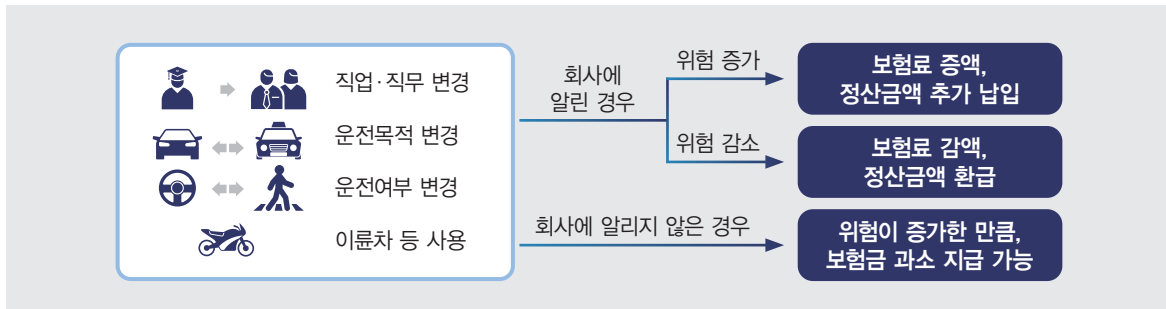 직업·직무 변경
운전목적 변경
운전여부 변경
이륜차 등 사용
회사에
알린 경우
위험 증가
보험료 증액,
정산금액 추가 납입
위험 감소
보험료 감액,
정산금액 환급
회사에 알리지 않은 경우
위험이 증가한 만큼,
보험금 과소 지급 가능